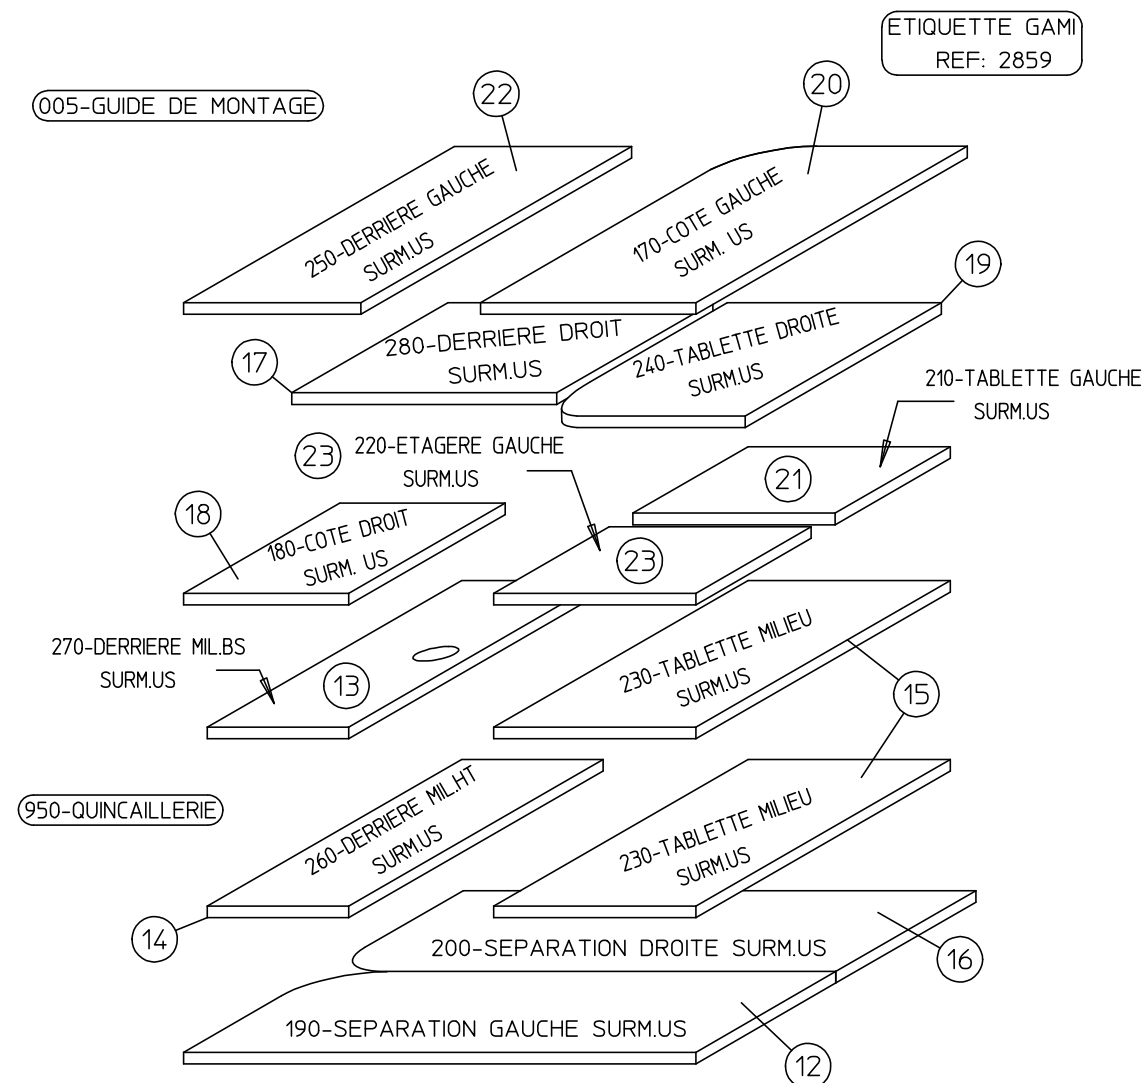 ETIQUETTE GAMI
REF: 2859
005-GUIDE DE MONTAGE
22
20
250-DERRIERE GAUCHE
SURM.US
170-COTE GAUCHE
SURM. US
19
280-DERRIERE DROIT
SURM.US
240-TABLETTE DROITE
SURM.US
17
210-TABLETTE GAUCHE
SURM.US
23
220-ETAGERE GAUCHE
SURM.US
21
18
180-COTE DROIT
SURM. US
23
270-DERRIERE MIL.BS
SURM.US
13
230-TABLETTE MILIEU
SURM.US
15
950-QUINCAILLERIE
260-DERRIERE MIL.HT
SURM.US
230-TABLETTE MILIEU
SURM.US
14
200-SEPARATION DROITE SURM.US
16
190-SEPARATION GAUCHE SURM.US
12